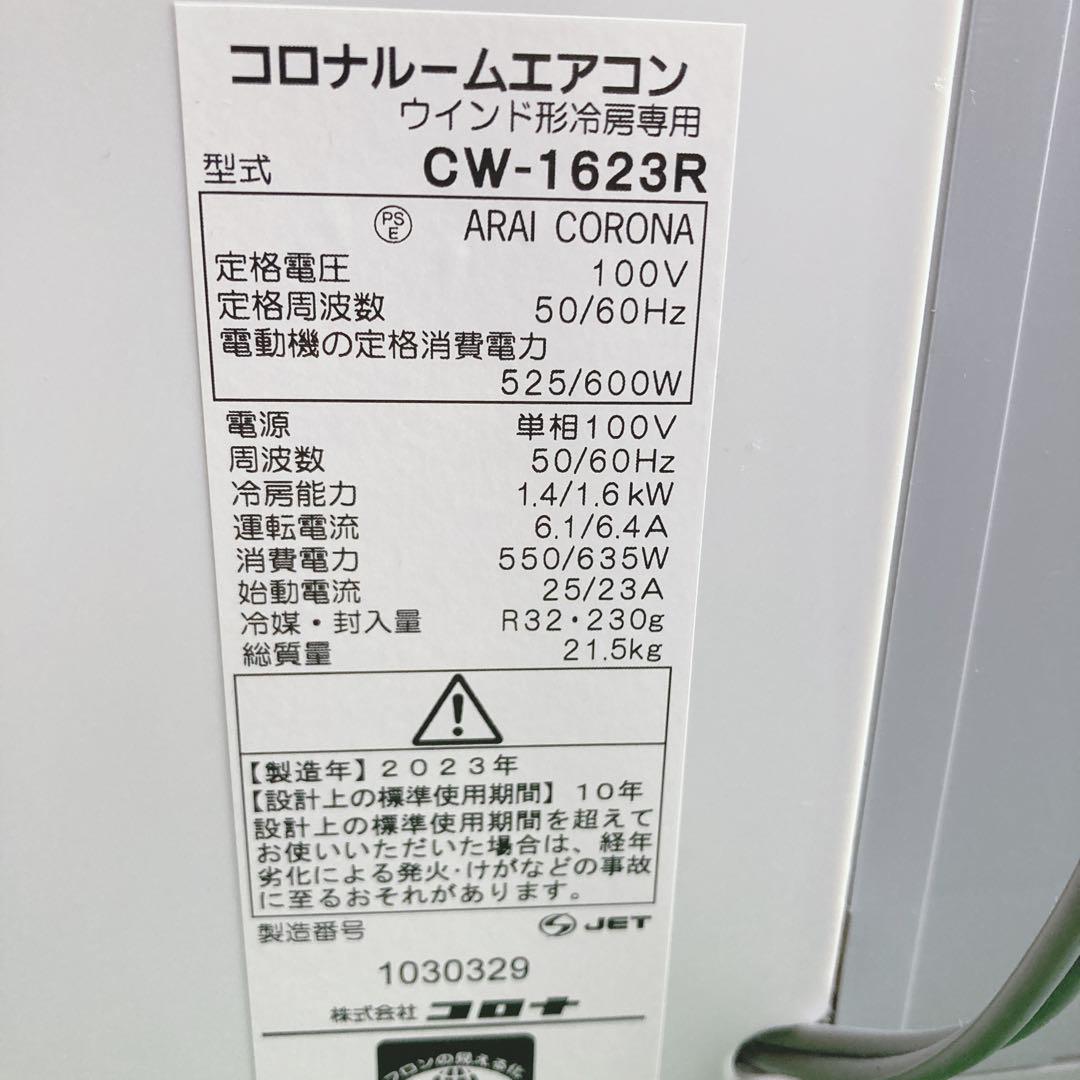 コロナルームエアコン
ウインド形冷房専用
型式 CW-1623R
PS E ARAI CORONA
定格電圧 100V
定格周波数 50/60Hz
電動機の定格消費電力
525/600W
電源 単相100V
周波数 50/60Hz
冷房能力 1.4/1.6kW
運転電流 6.1/6.4A
消費電力 550/635W
始動電流 25/23A
冷媒・封入量 R32・230g
総質量 21.5kg
【製造年】2023年
【設計上の標準使用期間】10年
設計上の標準使用期間を超えて
お使いいただいた場合は、経年
劣化による発火・けがなどの事故
に至るおそれがあります。
製造番号 JET
1030329
株式会社 コロナ
フロンの見える化